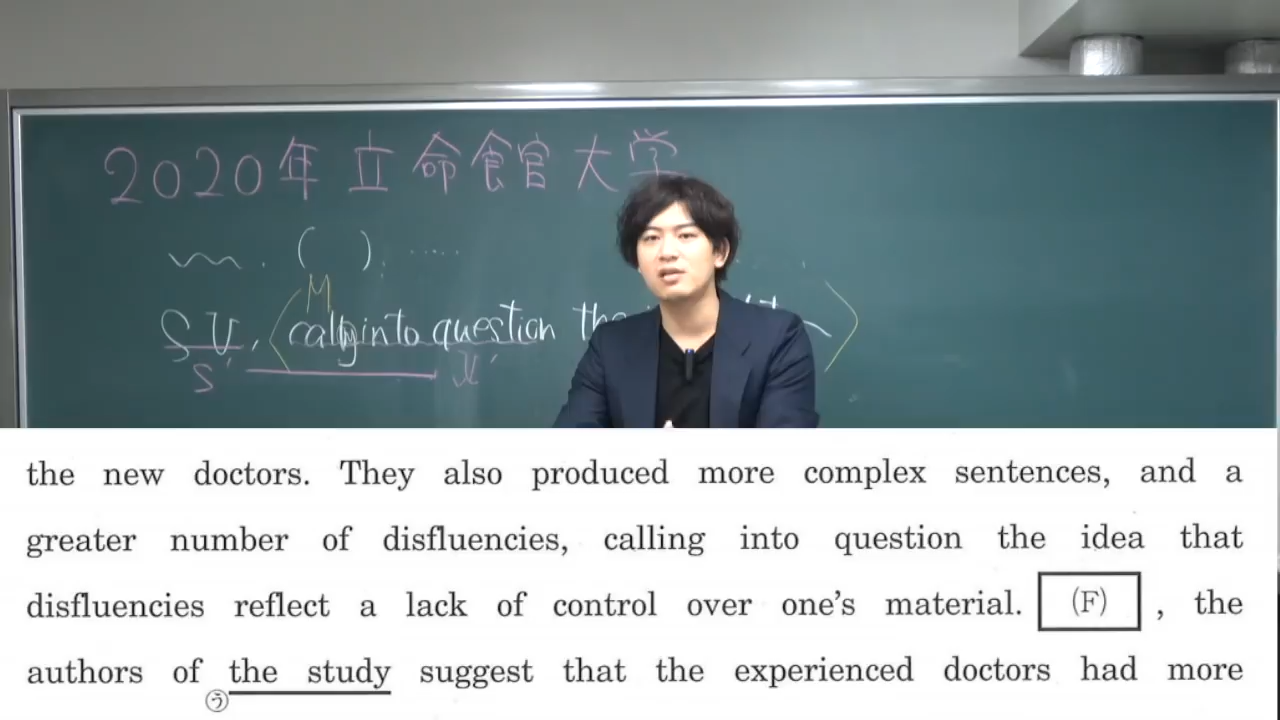 2020年立命館大学
( ), .....
M
S V, calling into question the
S' V'
the new doctors. They also produced more complex sentences, and a
greater number of disfluencies, calling into question the idea that
disfluencies reflect a lack of control over one's material. (F) , the
authors of the study suggest that the experienced doctors had more
う